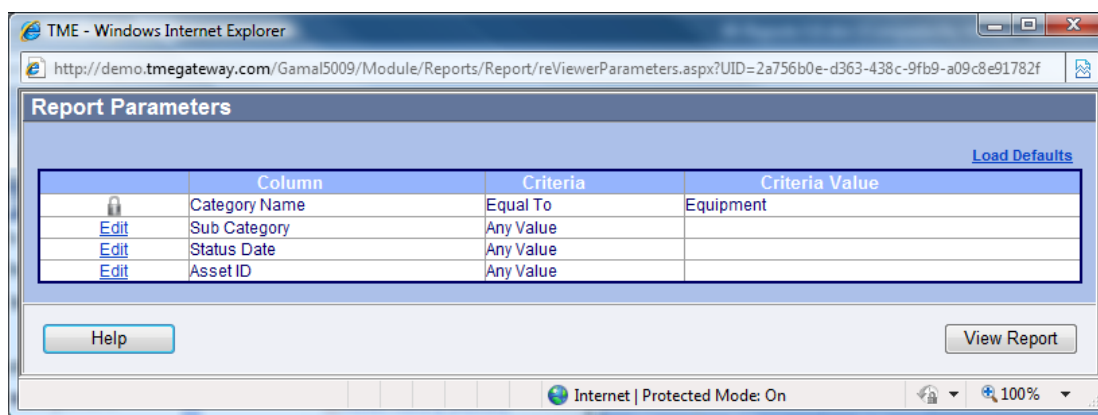 TME - Windows Internet Explorer
http://demo.tmegateway.com/Gamal5009/Module/Reports/Report/reViewerParameters.aspx?UID=2a756b0e-d363-438c-9fb9-a09c8e91782f
Report Parameters
Load Defaults
Column Criteria Criteria Value
Category Name Equal To Equipment
Edit Sub Category Any Value
Edit Status Date Any Value
Edit Asset ID Any Value
Help View Report
Internet | Protected Mode: On 100%